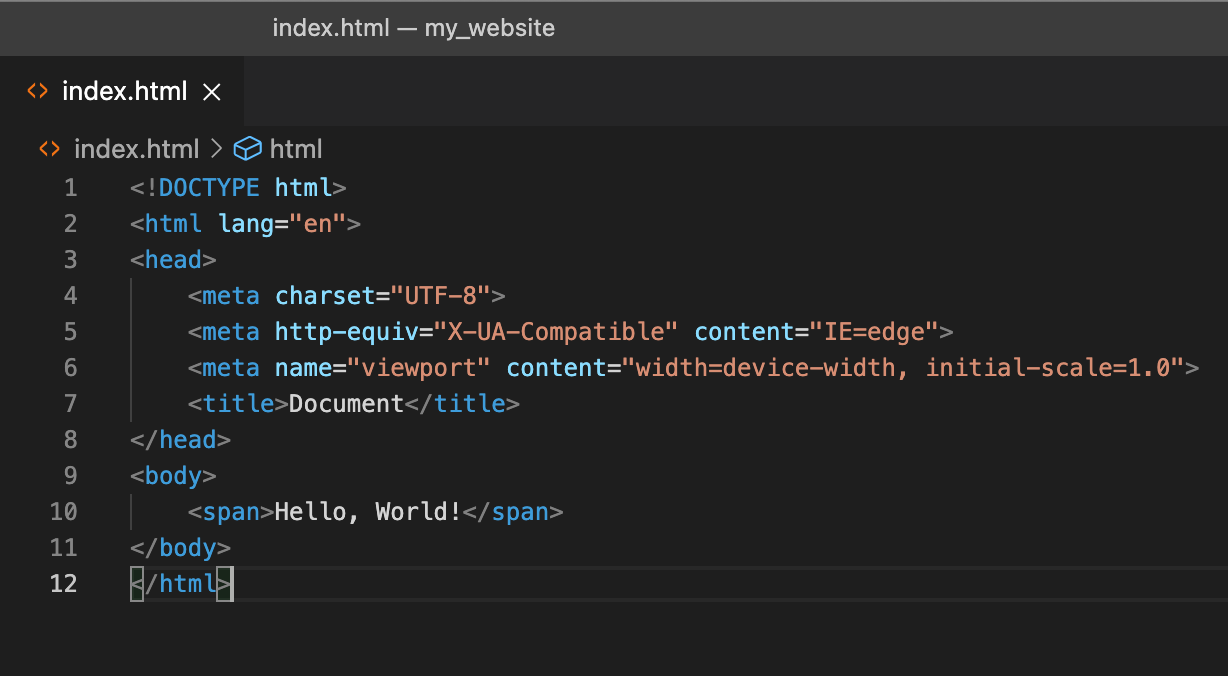 index.html — my_website
index.html
index.html > html
1 <!DOCTYPE html>
2 <html lang="en">
3 <head>
4     <meta charset="UTF-8">
5     <meta http-equiv="X-UA-Compatible" content="IE=edge">
6     <meta name="viewport" content="width=device-width, initial-scale=1.0">
7     <title>Document</title>
8 </head>
9 <body>
10     <span>Hello, World!</span>
11 </body>
12 </html>